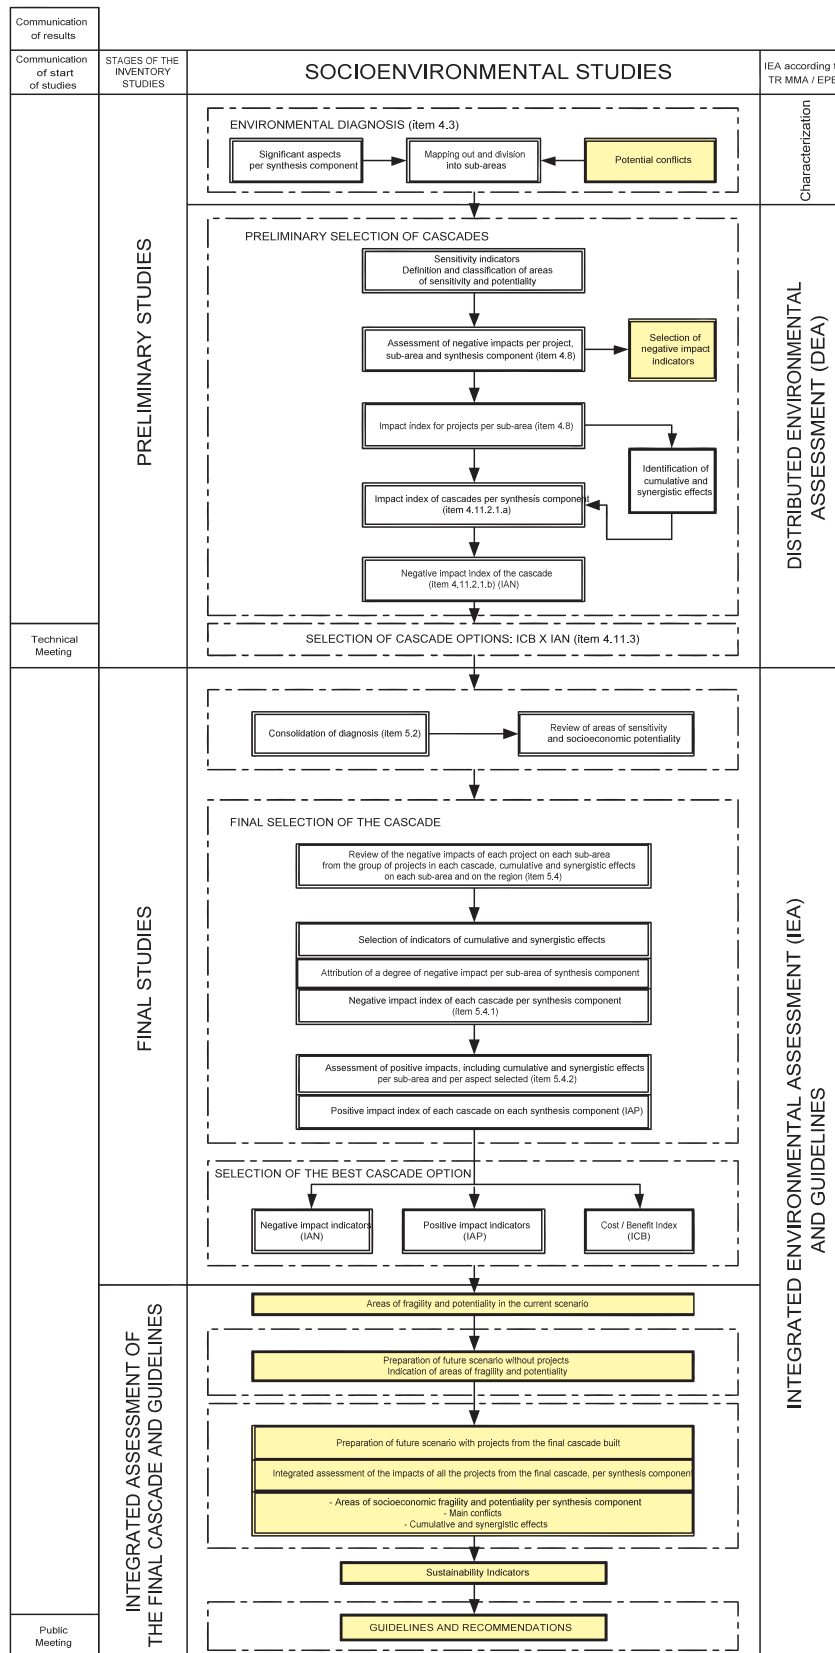 Communication
of results
Communication
of start
of studies
STAGES OF THE
INVENTORY
STUDIES
SOCIOENVIRONMENTAL STUDIES
IEA according
TR MMA / EPE
PRELIMINARY STUDIES
ENVIRONMENTAL DIAGNOSIS (item 4.3)
Significant aspects
per synthesis component
Mapping out and division
into sub-areas
Potential conflicts
Characterization
PRELIMINARY SELECTION OF CASCADES
Sensitivity indicators
Definition and classification of areas
of sensitivity and potentiality
Assessment of negative impacts per project,
sub-area and synthesis component (item 4.8)
Selection of
negative impact
indicators
Impact index for projects per sub-area (item 4.8)
Identification of
cumulative and
synergistic effects
Impact index of cascades per synthesis component
(item 4.11.2.1.a)
Negative impact index of the cascade
(item 4.11.2.1.b) (IAN)
DISTRIBUTED ENVIRONMENTAL
ASSESSMENT (DEA)
Technical
Meeting
SELECTION OF CASCADE OPTIONS: ICB X IAN (item 4.11.3)
FINAL STUDIES
Consolidation of diagnosis (item 5.2)
Review of areas of sensitivity
and socioeconomic potentiality
FINAL SELECTION OF THE CASCADE
Review of the negative impacts of each project on each sub-area
from the group of projects in each cascade, cumulative and synergistic effects
on each sub-area and on the region (item 5.4)
Selection of indicators of cumulative and synergistic effects
Attribution of a degree of negative impact per sub-area of synthesis component
Negative impact index of each cascade per synthesis component
(item 5.4.1)
Assessment of positive impacts, including cumulative and synergistic effects
per sub-area and per aspect selected (item 5.4.2)
Positive impact index of each cascade on each synthesis component (IAP)
SELECTION OF THE BEST CASCADE OPTION
Negative impact indicators
(IAN)
Positive impact indicators
(IAP)
Cost / Benefit Index
(ICB)
INTEGRATED ENVIRONMENTAL ASSESSMENT (IEA)
AND GUIDELINES
INTEGRATED ASSESSMENT OF
THE FINAL CASCADE AND GUIDELINES
Areas of fragility and potentiality in the current scenario
Preparation of future scenario without projects
Indication of areas of fragility and potentiality
Preparation of future scenario with projects from the final cascade built
Integrated assessment of the impacts of all the projects from the final cascade, per synthesis component
- Areas of socioeconomic fragility and potentiality per synthesis component
- Main conflicts
- Cumulative and synergistic effects
Sustainability Indicators
Public
Meeting
GUIDELINES AND RECOMMENDATIONS